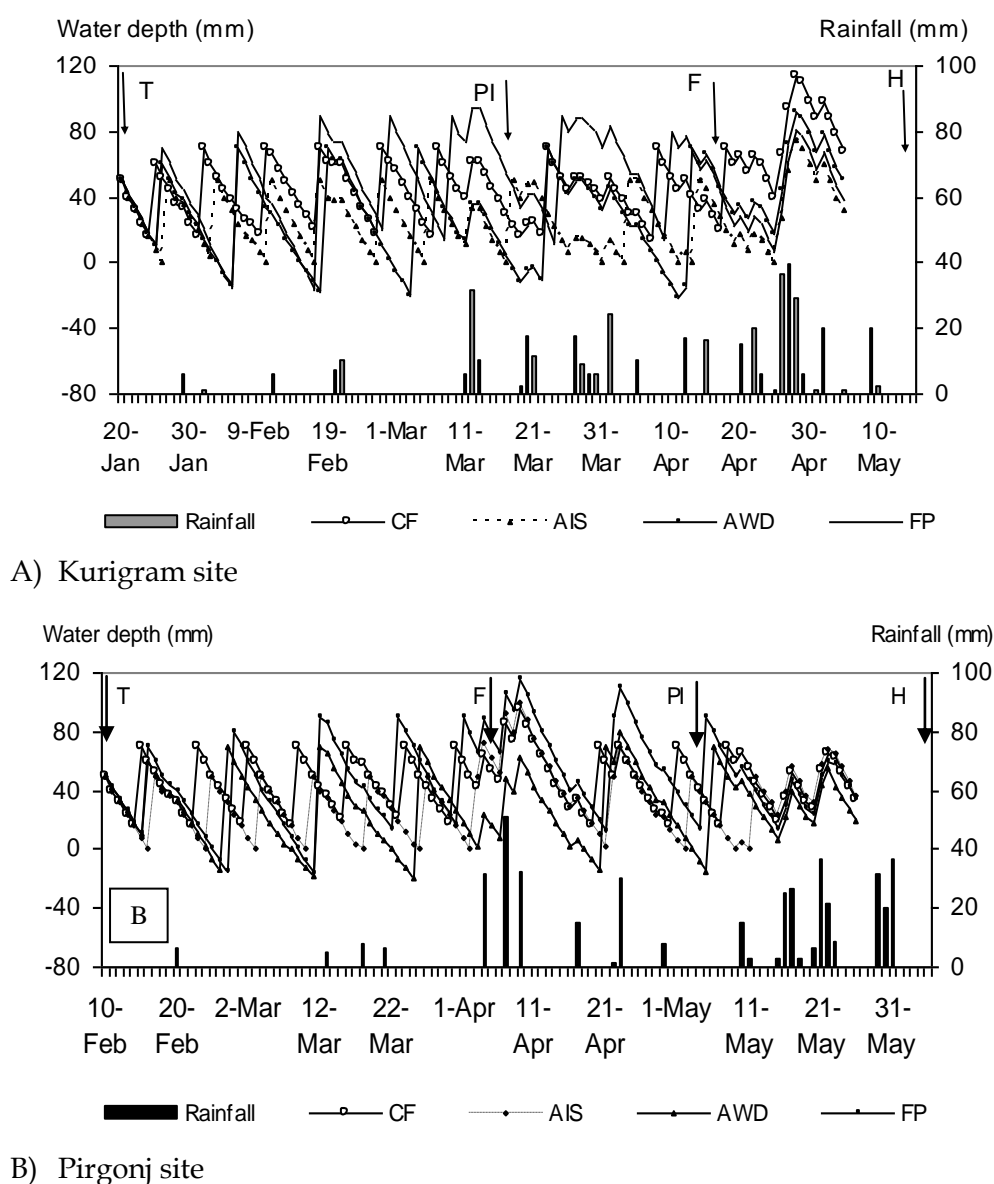 Water depth (mm) Rainfall (mm)
120 100
80 80
40 60
0 40
-40 20
-80 0
T PI F H
20- 30- 9-Feb 19- 1-Mar 11- 21- 31- 10- 20- 30- 10-
Jan Jan Feb Mar Mar Mar Apr Apr Apr May
Rainfall CF AIS AWD FP
A) Kurigram site
Water depth (mm) Rainfall (mm)
120 100
80 80
40 60
0 40
-40 20
-80 0
T F PI H
B
10- 20- 2-Mar 12- 22- 1-Apr 11- 21- 1-May 11- 21- 31-
Feb Feb Mar Mar Apr Apr May May May
Rainfall CF AIS AWD FP
B) Pirgonj site